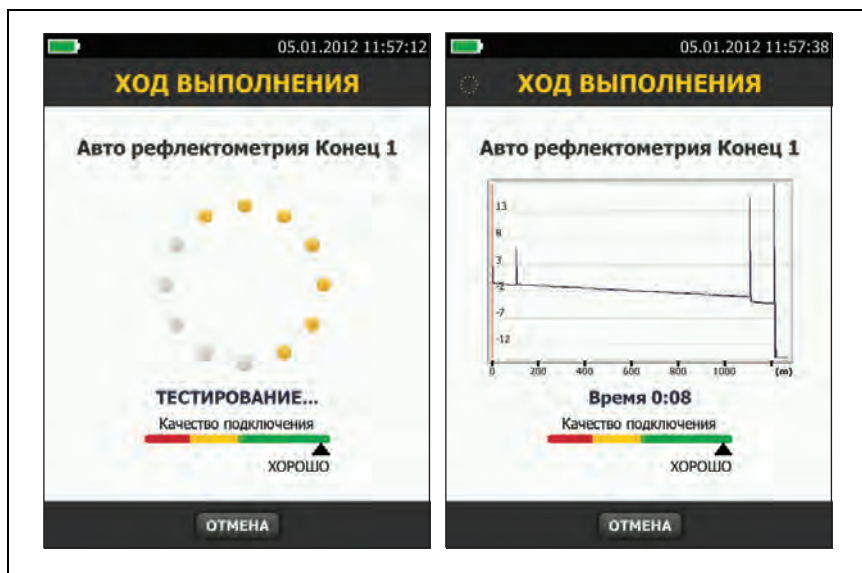 05.01.2012 11:57:12
ХОД ВЫПОЛНЕНИЯ
Авто рефлектометрия Конец 1
ТЕСТИРОВАНИЕ...
Качество подключения
ХОРОШО
ОТМЕНА
05.01.2012 11:57:38
ХОД ВЫПОЛНЕНИЯ
Авто рефлектометрия Конец 1
13
8
3
-2
-7
-12
0 200 400 600 800 1000 (m)
Время 0:08
Качество подключения
ХОРОШО
ОТМЕНА